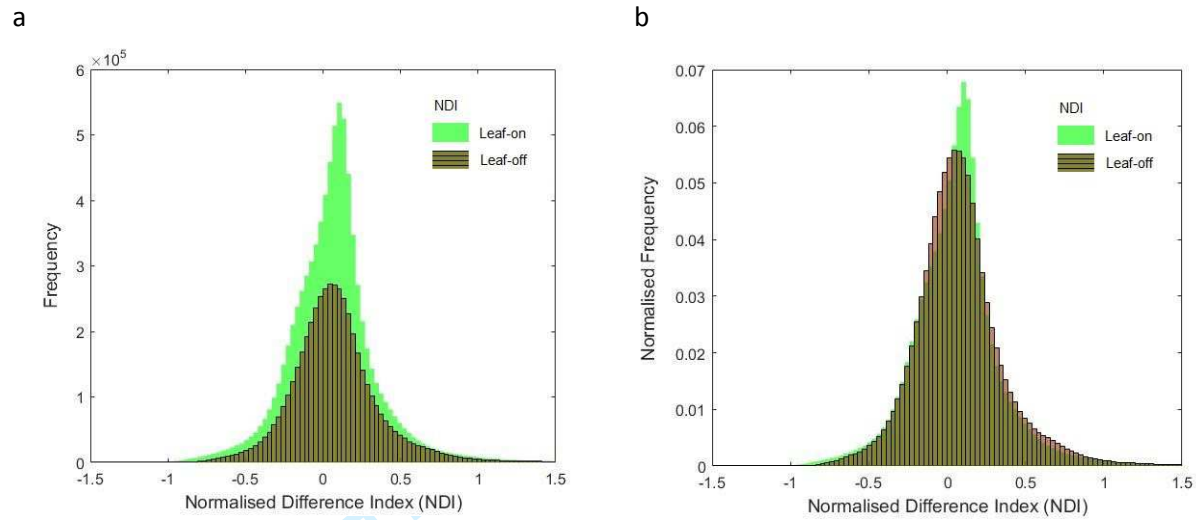 a
×10⁵
6
5
4
3
2
1
0
-1.5 -1 -0.5 0 0.5 1 1.5
Frequency
Normalised Difference Index (NDI)
NDI
Leaf-on
Leaf-off
b
0.07
0.06
0.05
0.04
0.03
0.02
0.01
0
-1.5 -1 -0.5 0 0.5 1 1.5
Normalised Frequency
Normalised Difference Index (NDI)
NDI
Leaf-on
Leaf-off